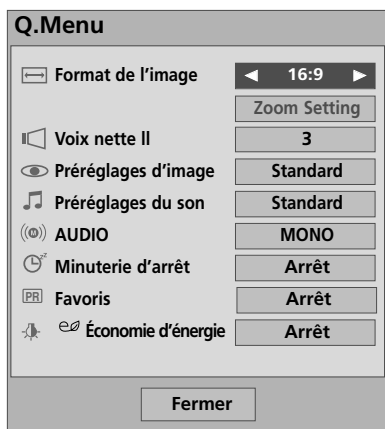 Q.Menu
Format de l'image ◄ 16:9 ►
Zoom Setting
Voix nette ll 3
Préréglages d'image Standard
Préréglages du son Standard
AUDIO MONO
Minuterie d'arrêt Arrêt
PR Favoris Arrêt
Économie d'énergie Arrêt
Fermer